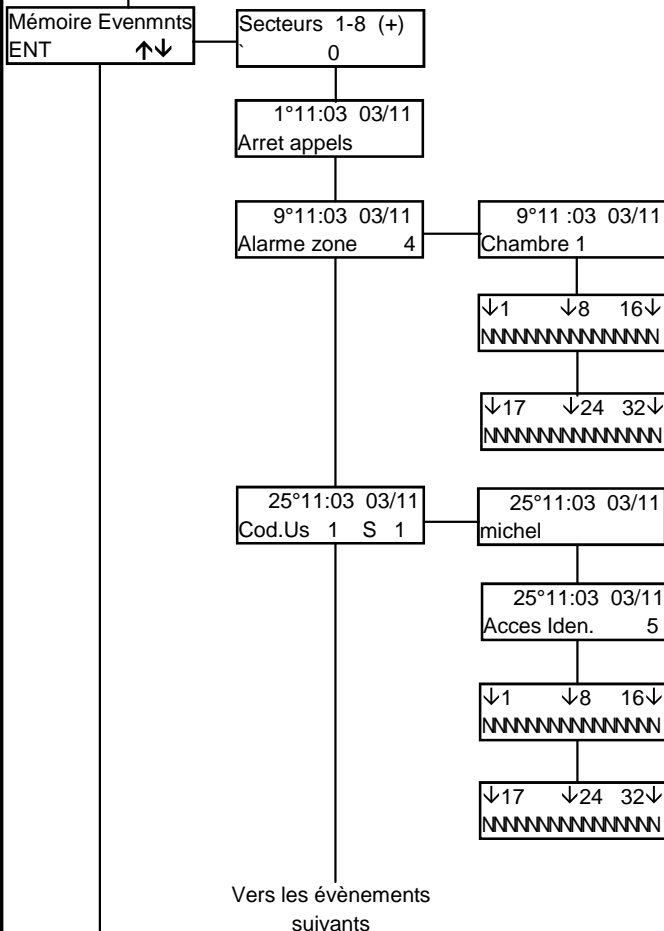 Mémoire Evenmnts
ENT ↑↓
Secteurs 1-8 (+)
` 0
1°11:03 03/11
Arret appels
9°11:03 03/11
Alarme zone 4
9°11 :03 03/11
Chambre 1
↓1 ↓8 16↓
NNNNNNNNNNNNNNNN
↓17 ↓24 32↓
NNNNNNNNNNNNNNNN
25°11:03 03/11
Cod.Us 1 S 1
25°11:03 03/11
michel
25°11:03 03/11
Acces Iden. 5
↓1 ↓8 16↓
NNNNNNNNNNNNNNNN
↓17 ↓24 32↓
NNNNNNNNNNNNNNNN
Vers les évènements
suivants